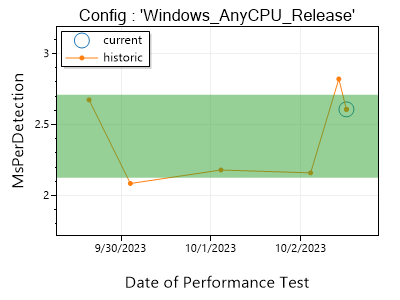 Config : 'Windows_AnyCPU_Release'
current
historic
3
2.5
2
MsPerDetection
9/30/2023
10/1/2023
10/2/2023
Date of Performance Test